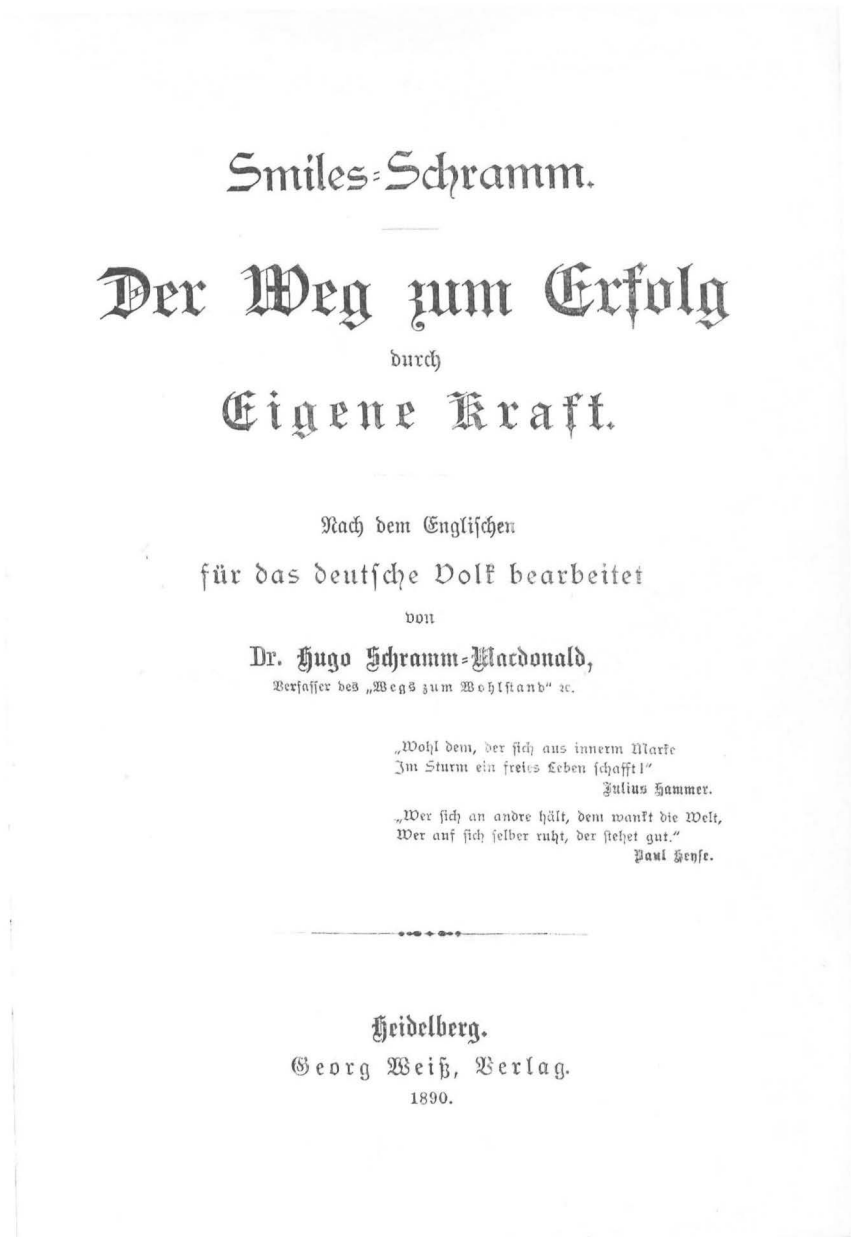 Smiles-Schramm.
Der Weg zum Erfolg
durch
Eigene Kraft.
Nach dem Englischen
für das deutsche Volk bearbeitet
von
Dr. Hugo Schramm-Macdonald,
Verfasser des „Wegs zum Wohlstand“ ꝛc.
„Wohl dem, der sich aus innerm Marke
Im Sturm ein freies Leben schafft!“
Julius Hammer.
„Wer sich an andre hält, dem wankt die Welt,
Wer auf sich selber ruht, der stehet gut.“
Paul Heyse.
Heidelberg.
Georg Weiß, Verlag.
1890.